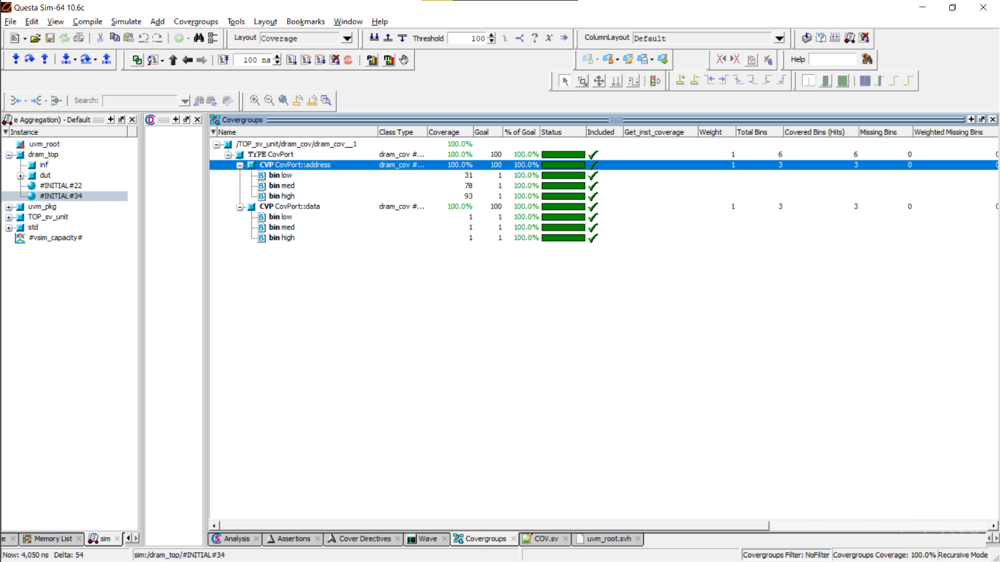 Questa Sim-64 10.6c
File Edit View Compile Simulate Add Covergroups Tools Layout Bookmarks Window Help
Layout Coverage Threshold 100 ColumnLayout Default
100 ns Help
Search:
e Aggregation) - Default
Instance
uvm_root
dram_top
inf
dut
#INITIAL#22
#INITIAL#34
uvm_pkg
TOP_sv_unit
std
#vsim_capacity#
Covergroups
Name Class Type Coverage Goal % of Goal Status Included Get_inst_coverage Weight Total Bins Covered Bins (Hits) Missing Bins Weighted Missing Bins
/TOP_sv_unit/dram_cov/dram_cov__1 100.0%
TYPE CovPort dram_cov #... 100.0% 100 100.0% 1 6 6 0 0
CVP CovPort::address dram_cov #... 100.0% 100 100.0% 1 3 3 0 0
B] bin low 31 1 100.0%
B] bin med 78 1 100.0%
B] bin high 93 1 100.0%
CVP CovPort::data dram_cov #... 100.0% 100 100.0% 1 3 3 0 0
B] bin low 1 1 100.0%
B] bin med 1 1 100.0%
B] bin high 1 1 100.0%
te Memory List sim
Analysis Assertions Cover Directives Wave Covergroups COV.sv uvm_root.svh
Now: 4,050 ns Delta: 54 sim:/dram_top/#INITIAL#34 Covergroups Filter: NoFilter Covergroups Coverage: 100.0% Recursive Mode